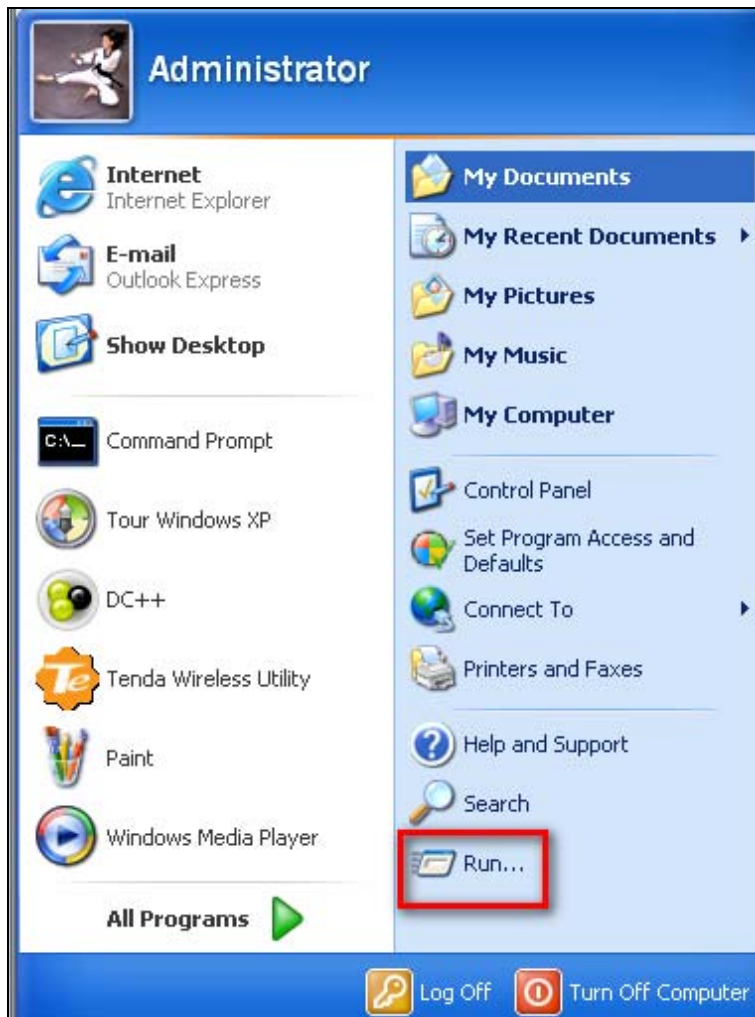 Administrator
Internet
Internet Explorer
E-mail
Outlook Express
Show Desktop
C:\_
Command Prompt
Tour Windows XP
DC++
Te
Tenda Wireless Utility
Paint
Windows Media Player
All Programs
My Documents
My Recent Documents
My Pictures
My Music
My Computer
Control Panel
Set Program Access and
Defaults
Connect To
Printers and Faxes
Help and Support
Search
Run...
Log Off
Turn Off Computer